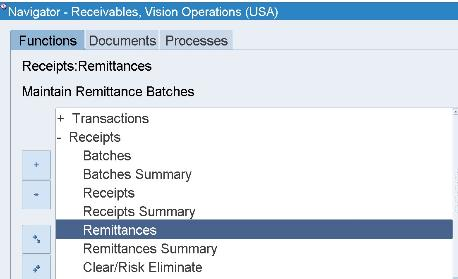 Navigator - Receivables, Vision Operations (USA)
Functions Documents Processes
Receipts:Remittances
Maintain Remittance Batches
+ Transactions
- Receipts
Batches
Batches Summary
Receipts
Receipts Summary
Remittances
Remittances Summary
Clear/Risk Eliminate